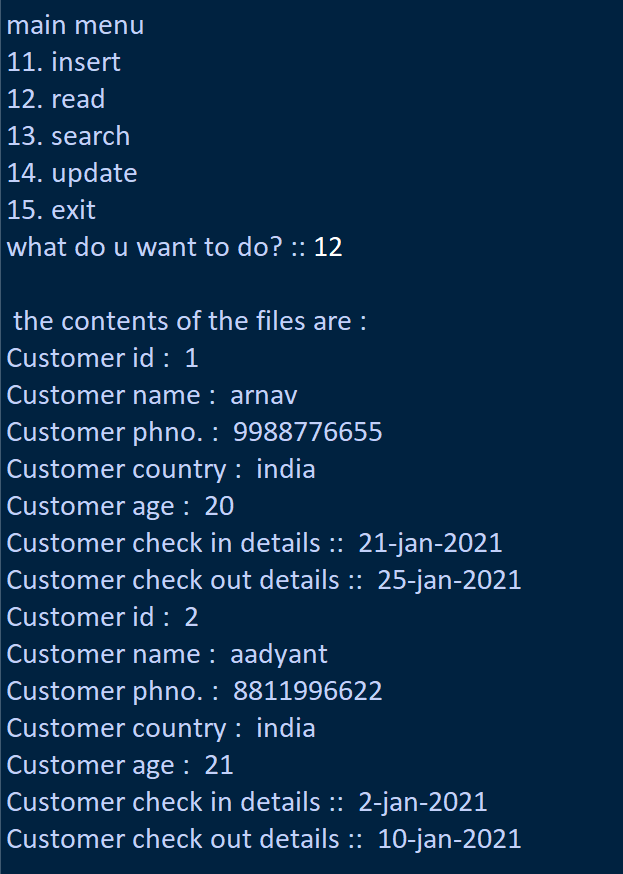 main menu
11. insert
12. read
13. search
14. update
15. exit
what do u want to do? :: 12
the contents of the files are :
Customer id :  1
Customer name :  arnav
Customer phno. :  9988776655
Customer country :  india
Customer age :  20
Customer check in details ::  21-jan-2021
Customer check out details ::  25-jan-2021
Customer id :  2
Customer name :  aadyant
Customer phno. :  8811996622
Customer country :  india
Customer age :  21
Customer check in details ::  2-jan-2021
Customer check out details ::  10-jan-2021